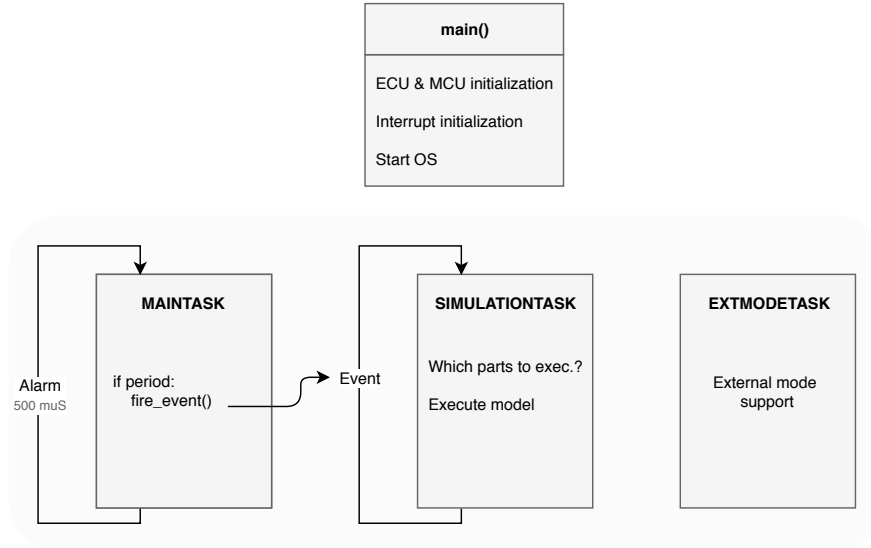 main()
ECU & MCU initialization
Interrupt initialization
Start OS
MAINTASK
SIMULATIONTASK
EXTMODETASK
Alarm
500 muS
if period:
fire_event()
Event
Which parts to exec.?
Execute model
External mode
support